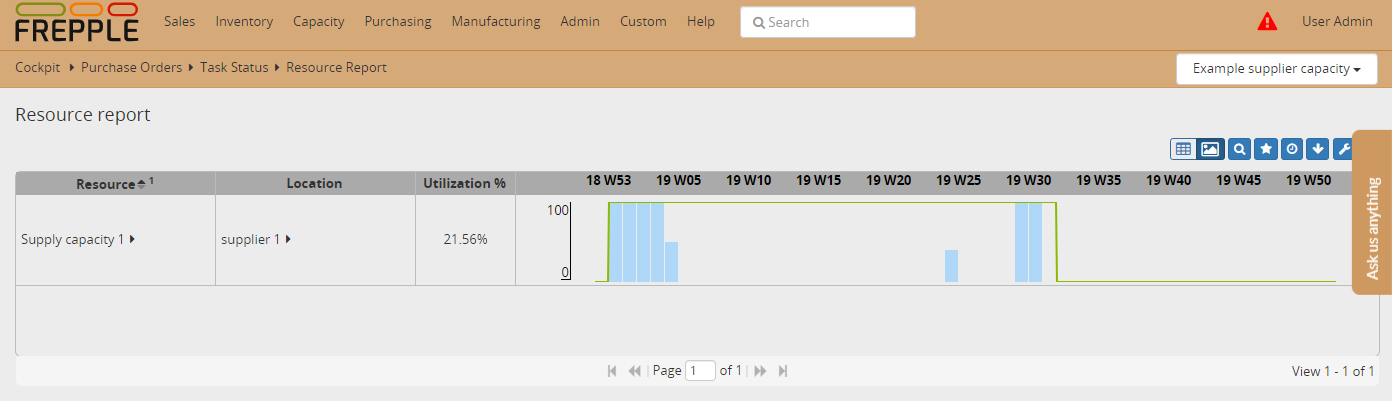 FREPPLE
Sales Inventory Capacity Purchasing Manufacturing Admin Custom Help Search User Admin
Cockpit Purchase Orders Task Status Resource Report Example supplier capacity
Resource report
Resource 1 Location Utilization % 18 W53 19 W05 19 W10 19 W15 19 W20 19 W25 19 W30 19 W35 19 W40 19 W45 19 W50
100
Supply capacity 1 supplier 1 21.56%
0
Ask us anything
Page 1 of 1 View 1 - 1 of 1